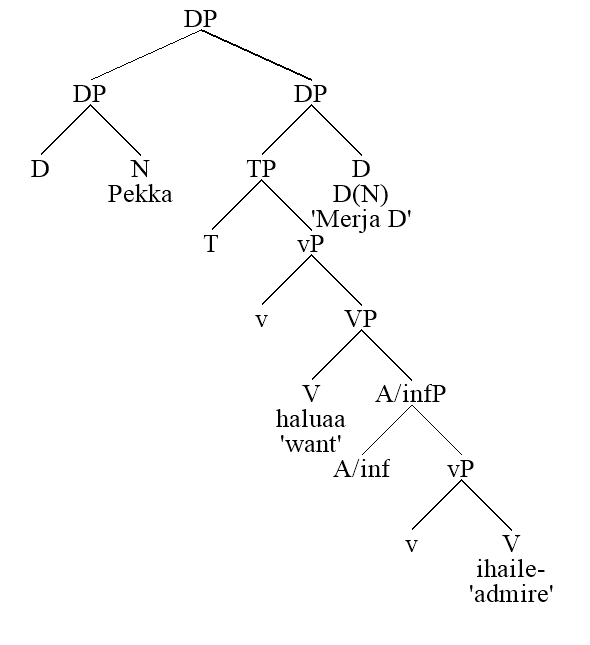 DP
DP DP
D N TP D
Pekka D(N)
'Merja D'
T vP
v VP
V A/infP
haluaa
'want'
A/inf vP
v V
ihaile-
'admire'